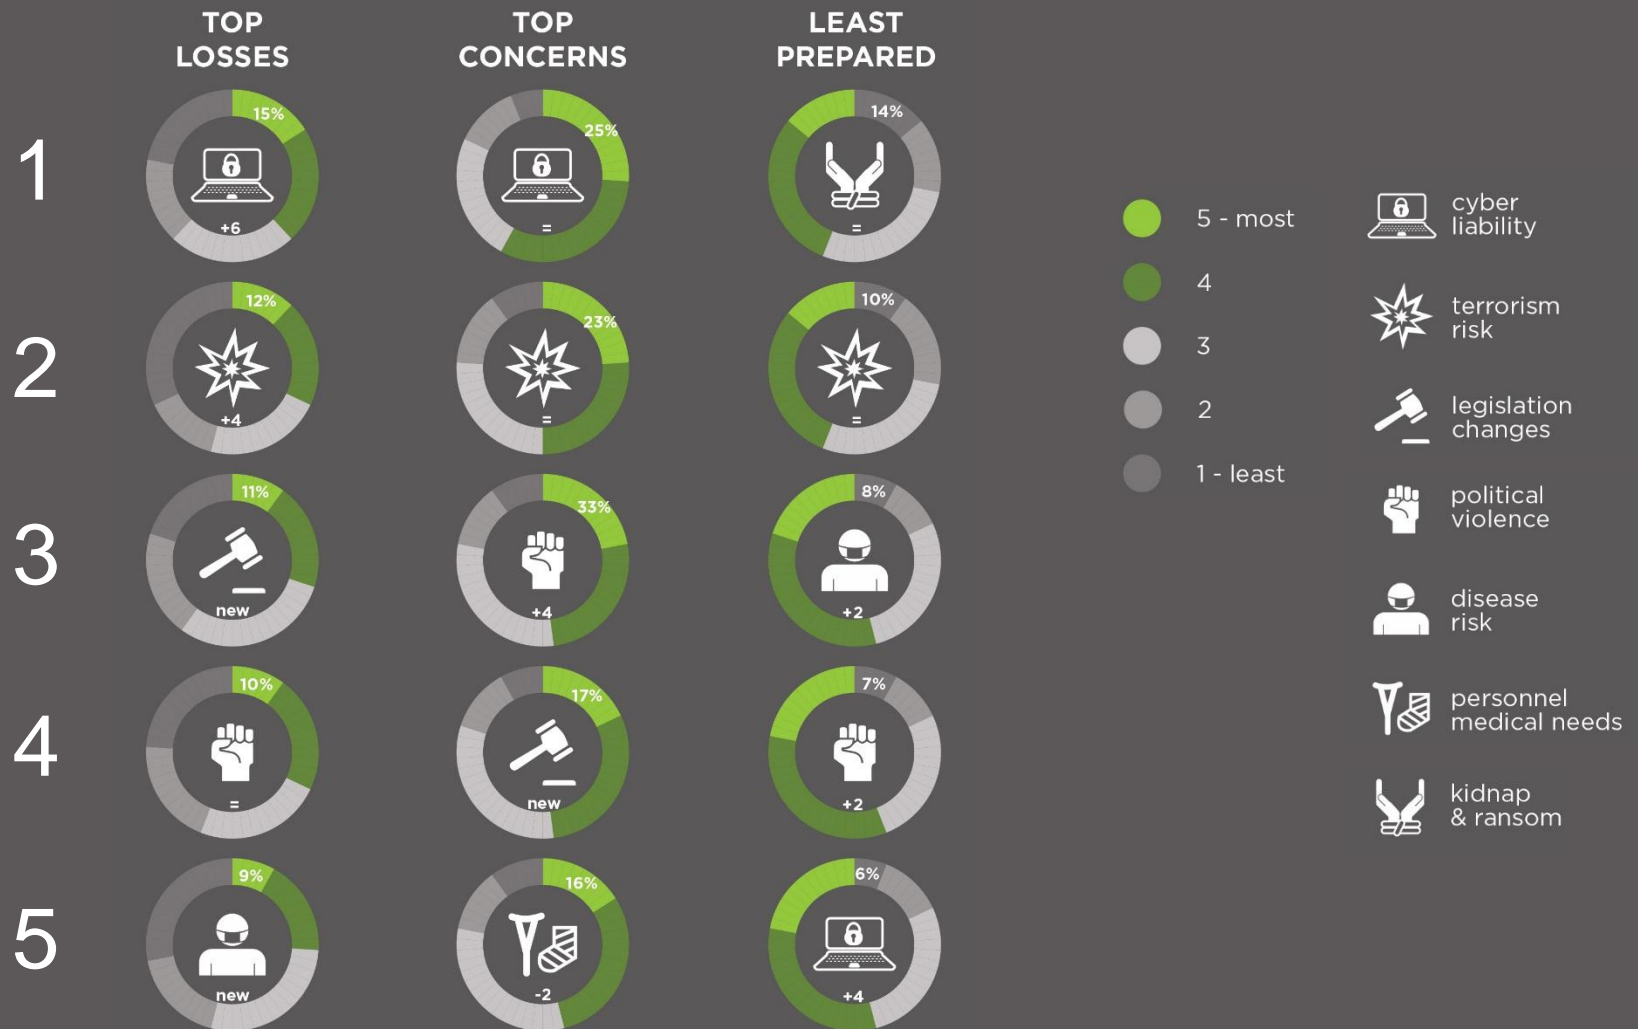 TOP
LOSSES
TOP
CONCERNS
LEAST
PREPARED
1
15%
+6
25%
=
14%
=
2
12%
+4
23%
=
10%
=
3
11%
new
33%
+4
8%
+2
4
10%
=
17%
new
7%
+2
5
9%
new
16%
-2
6%
+4
5 - most
4
3
2
1 - least
cyber
liability
terrorism
risk
legislation
changes
political
violence
disease
risk
personnel
medical needs
kidnap
& ransom